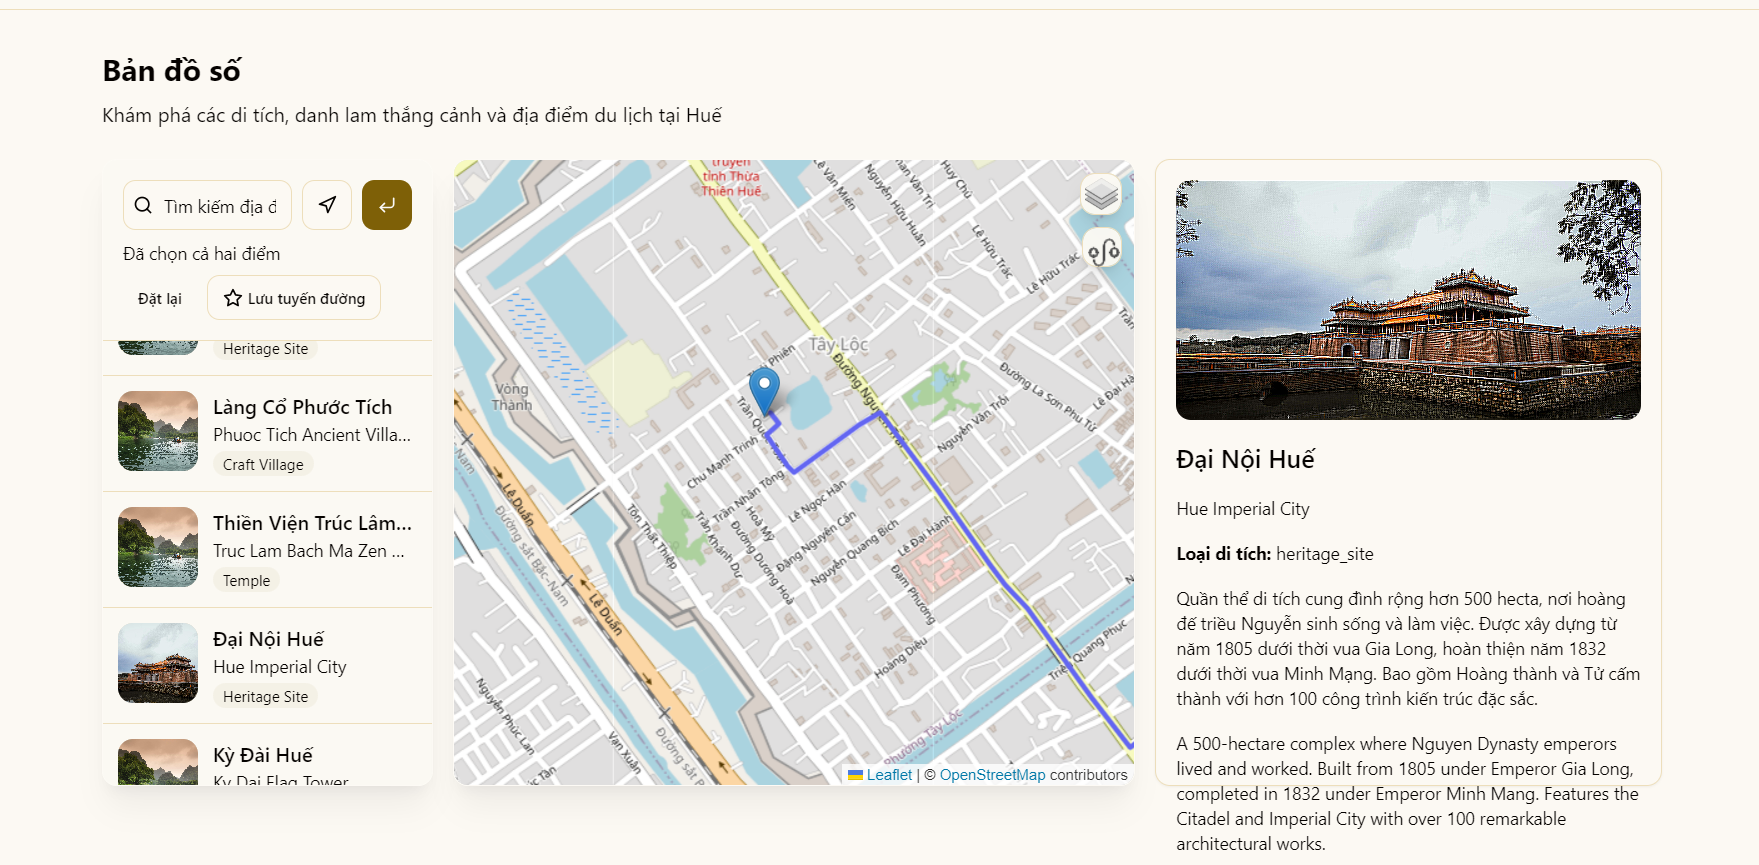 Bản đồ số
Khám phá các di tích, danh lam thắng cảnh và địa điểm du lịch tại Huế
Tìm kiếm địa
Đã chọn cả hai điểm
Đặt lại
Lưu tuyến đường
Heritage Site
Làng Cổ Phước Tích
Phuoc Tich Ancient Villa...
Craft Village
Thiền Viện Trúc Lâm...
Truc Lam Bach Ma Zen ...
Temple
Đại Nội Huế
Hue Imperial City
Heritage Site
Kỳ Đài Huế
Ky Dai Flag Tower
truyền
tỉnh Thừa
Thiên Huế
Lê Văn Miến
Nguyễn Hữu Huân
Huy Chú
Lê Hữu Trác
Lê Hữu Trác
Tây Lộc
Đường La Sơn Phu Tử
Lê Đại Hà
Nguyễn Văn Trỗi
Vòng
Thành
Chu Mạnh Trinh
Trần Nhân Tông
Lê Ngọc Hân
Hoà Mỹ
Đặng Nguyên Cẩn
Nguyễn Quang Bích
Lê Đại Hành
Trần Khánh Dư
Đường Dương Hoà
Tôn Thất Thiệp
Đạm Phương
Lê Duẩn
Đường sắt Bắc-Nam
Lê Duẩn
Hoàng Diệu
Triệu Quang Phục
Phường Tây Lộc
Nguyễn Phúc Lan
Vạn Xuân
Leaflet | © OpenStreetMap contributors
Đại Nội Huế
Hue Imperial City
Loại di tích: heritage_site
Quần thể di tích cung đình rộng hơn 500 hecta, nơi hoàng
đế triều Nguyễn sinh sống và làm việc. Được xây dựng từ
năm 1805 dưới thời vua Gia Long, hoàn thiện năm 1832
dưới thời vua Minh Mạng. Bao gồm Hoàng thành và Tử cấm
thành với hơn 100 công trình kiến trúc đặc sắc.
A 500-hectare complex where Nguyen Dynasty emperors
lived and worked. Built from 1805 under Emperor Gia Long,
completed in 1832 under Emperor Minh Mang. Features the
Citadel and Imperial City with over 100 remarkable
architectural works.